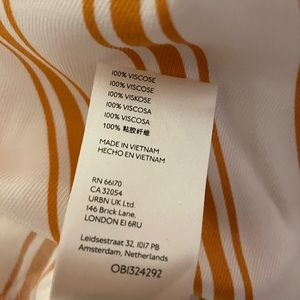 100% VISCOSE
100% VISCOSE
100% VISKOSE
100% VISCOSA
100% VISCOSA
100% 粘胶纤维
MADE IN VIETNAM
HECHO EN VIETNAM
RN 66170
CA 32054
URBN UK Ltd.
146 Brick Lane,
LONDON E1 6RU
Leidsestraat 32, 1017 PB
Amsterdam, Netherlands
OB1324292